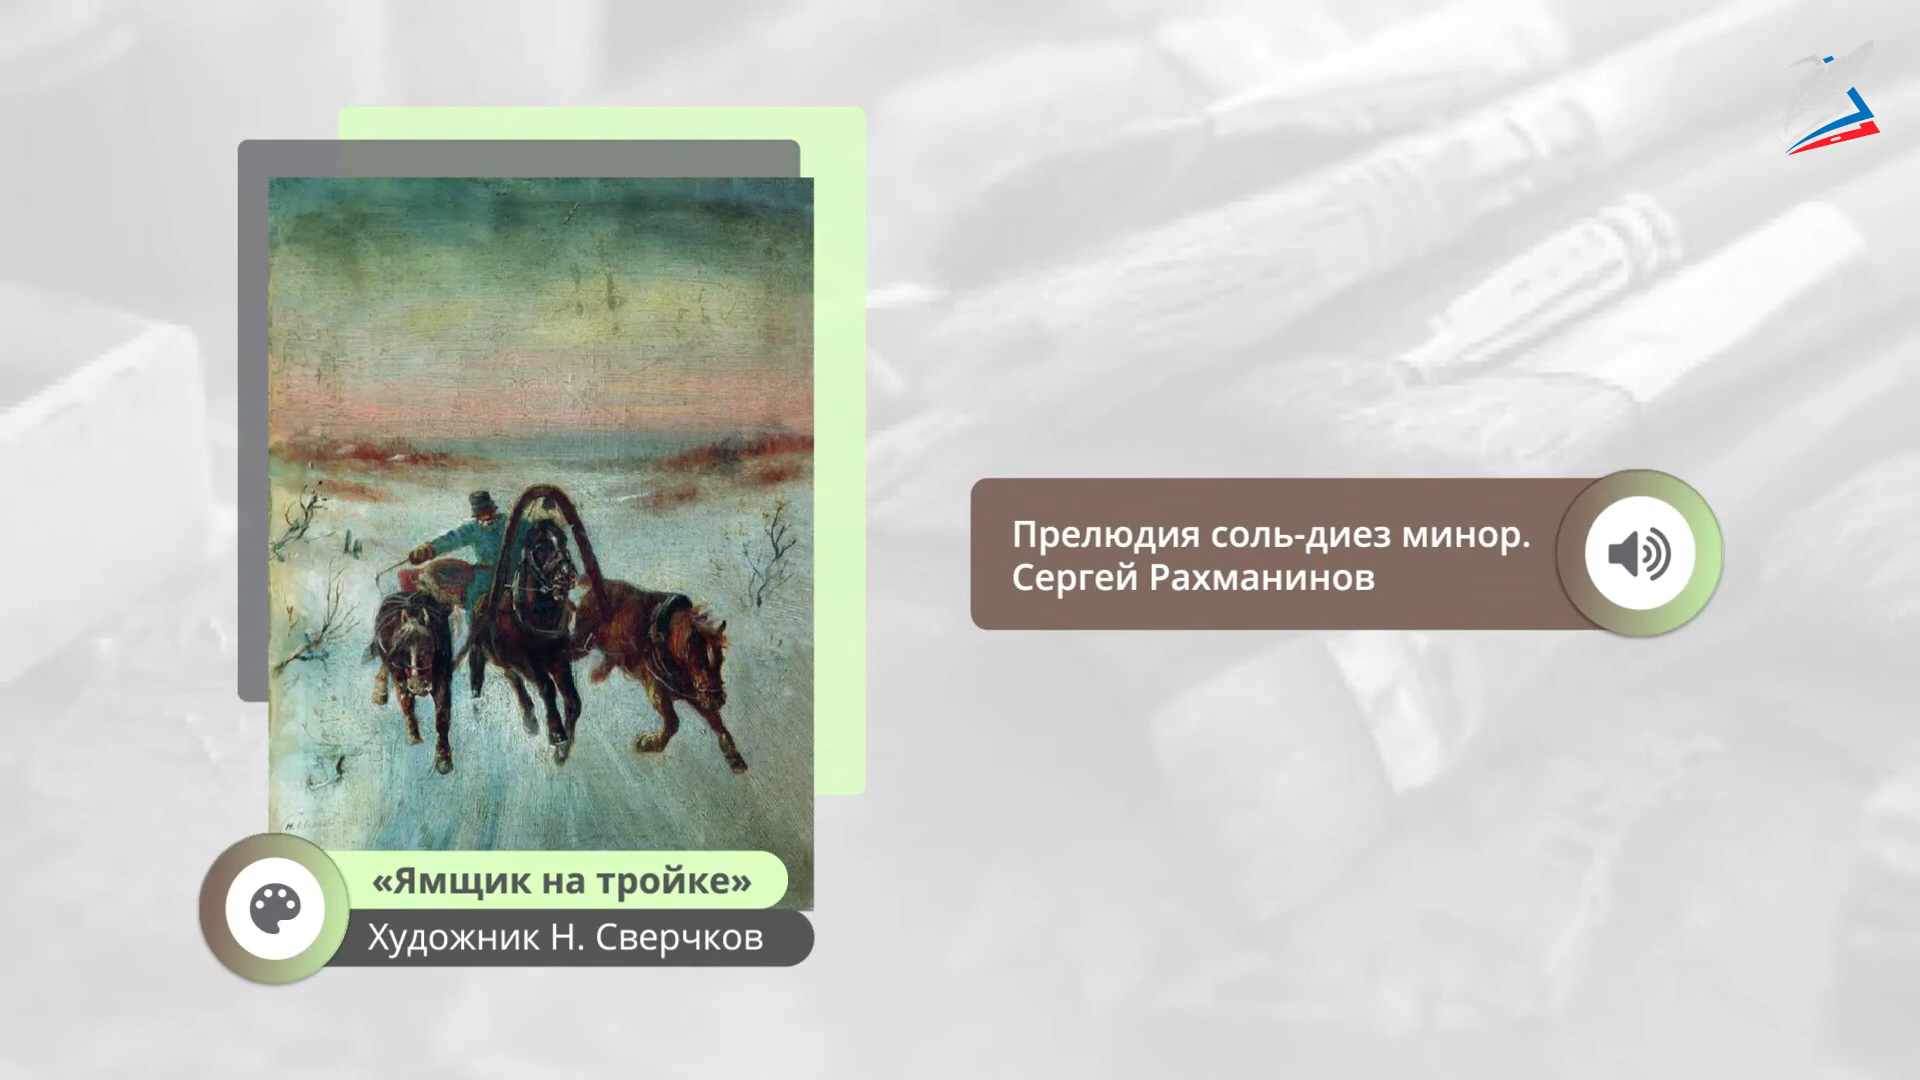 «Ямщик на тройке»
Художник Н. Сверчков
Прелюдия соль-диез минор.
Сергей Рахманинов